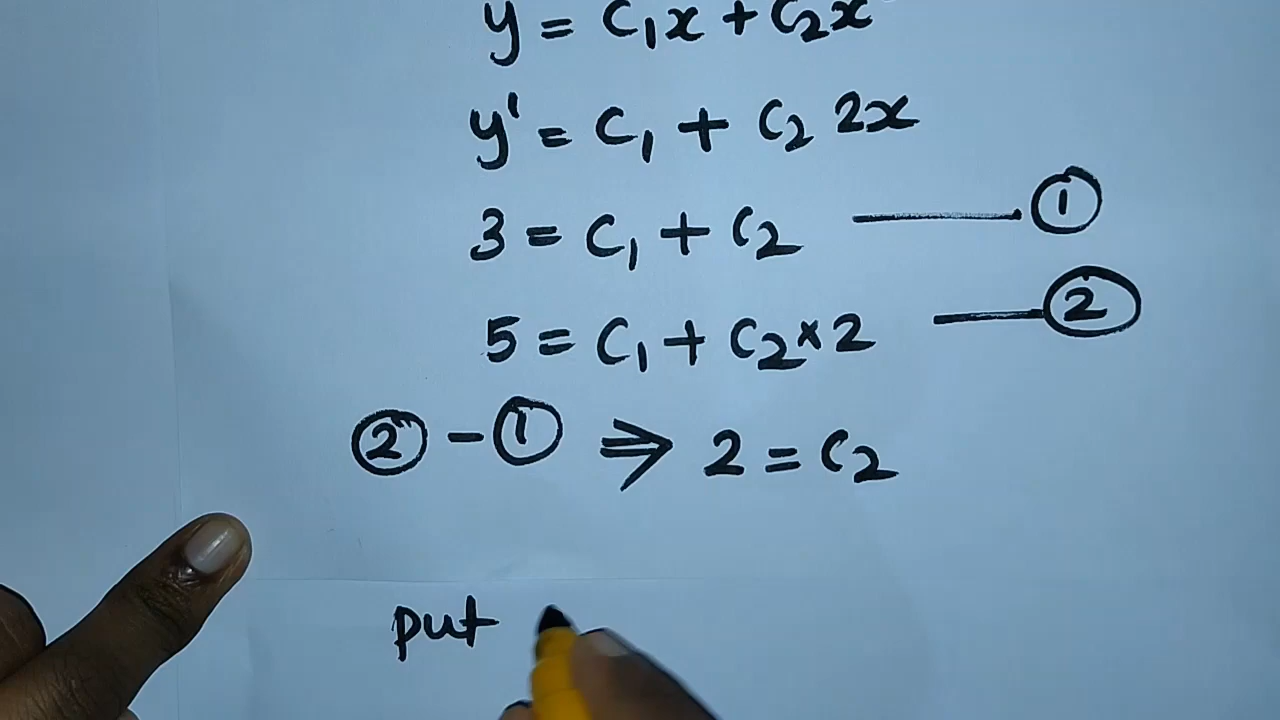 y = C₁x + C₂x
y' = C₁ + C₂ 2x
3 = C₁ + C₂ —— ①
5 = C₁ + C₂×2 —— ②
② - ① ⇒ 2 = C₂
put